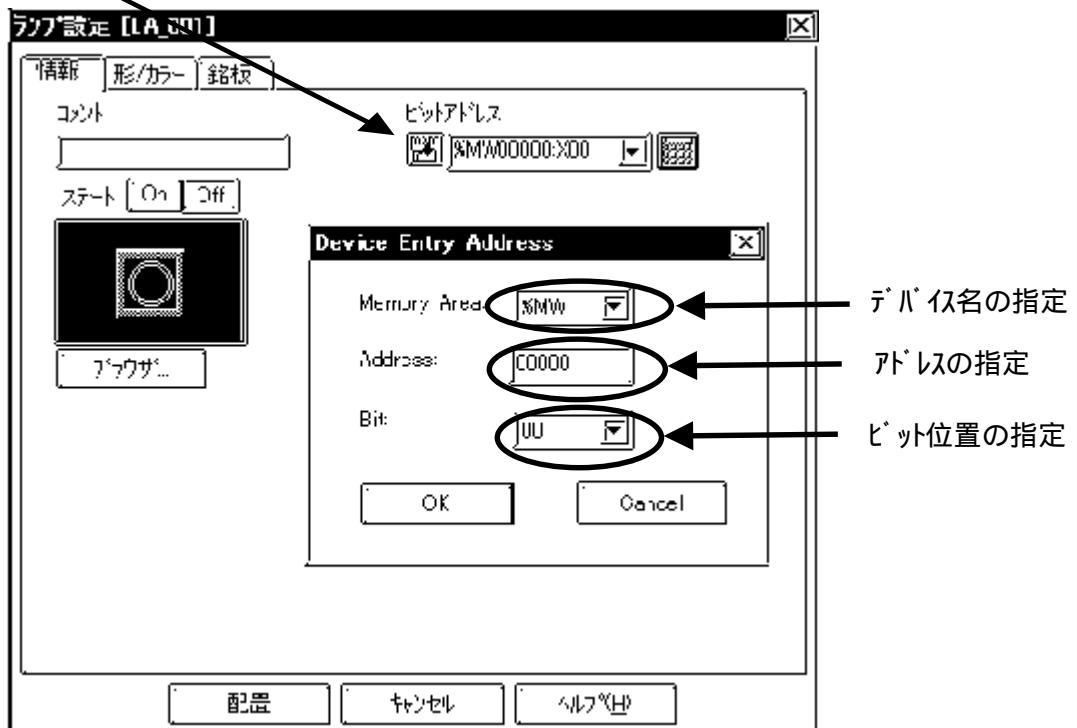 ランプ設定 [LA_001]
情報 形/カラー 銘板
コメント ビットアドレス
%MW00000:X00
ステート On Off
Device Entry Address
Memory Area: %MW デバイス名の指定
ブラウザ...
Address: 00000 アドレスの指定
Bit: 00 ビット位置の指定
OK Cancel
配置 キャンセル ヘルプ(H)